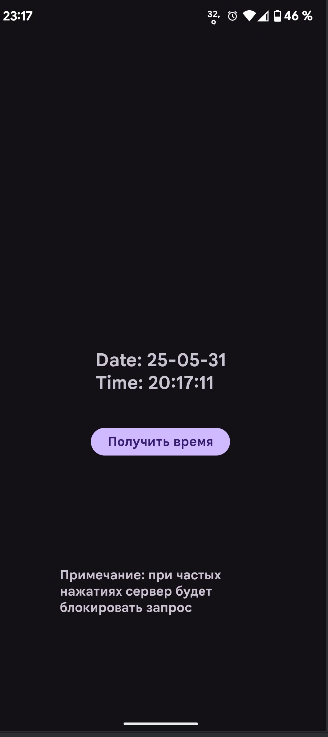 23:17
46 %
Date: 25-05-31
Time: 20:17:11
Получить время
Примечание: при частых
нажатиях сервер будет
блокировать запрос